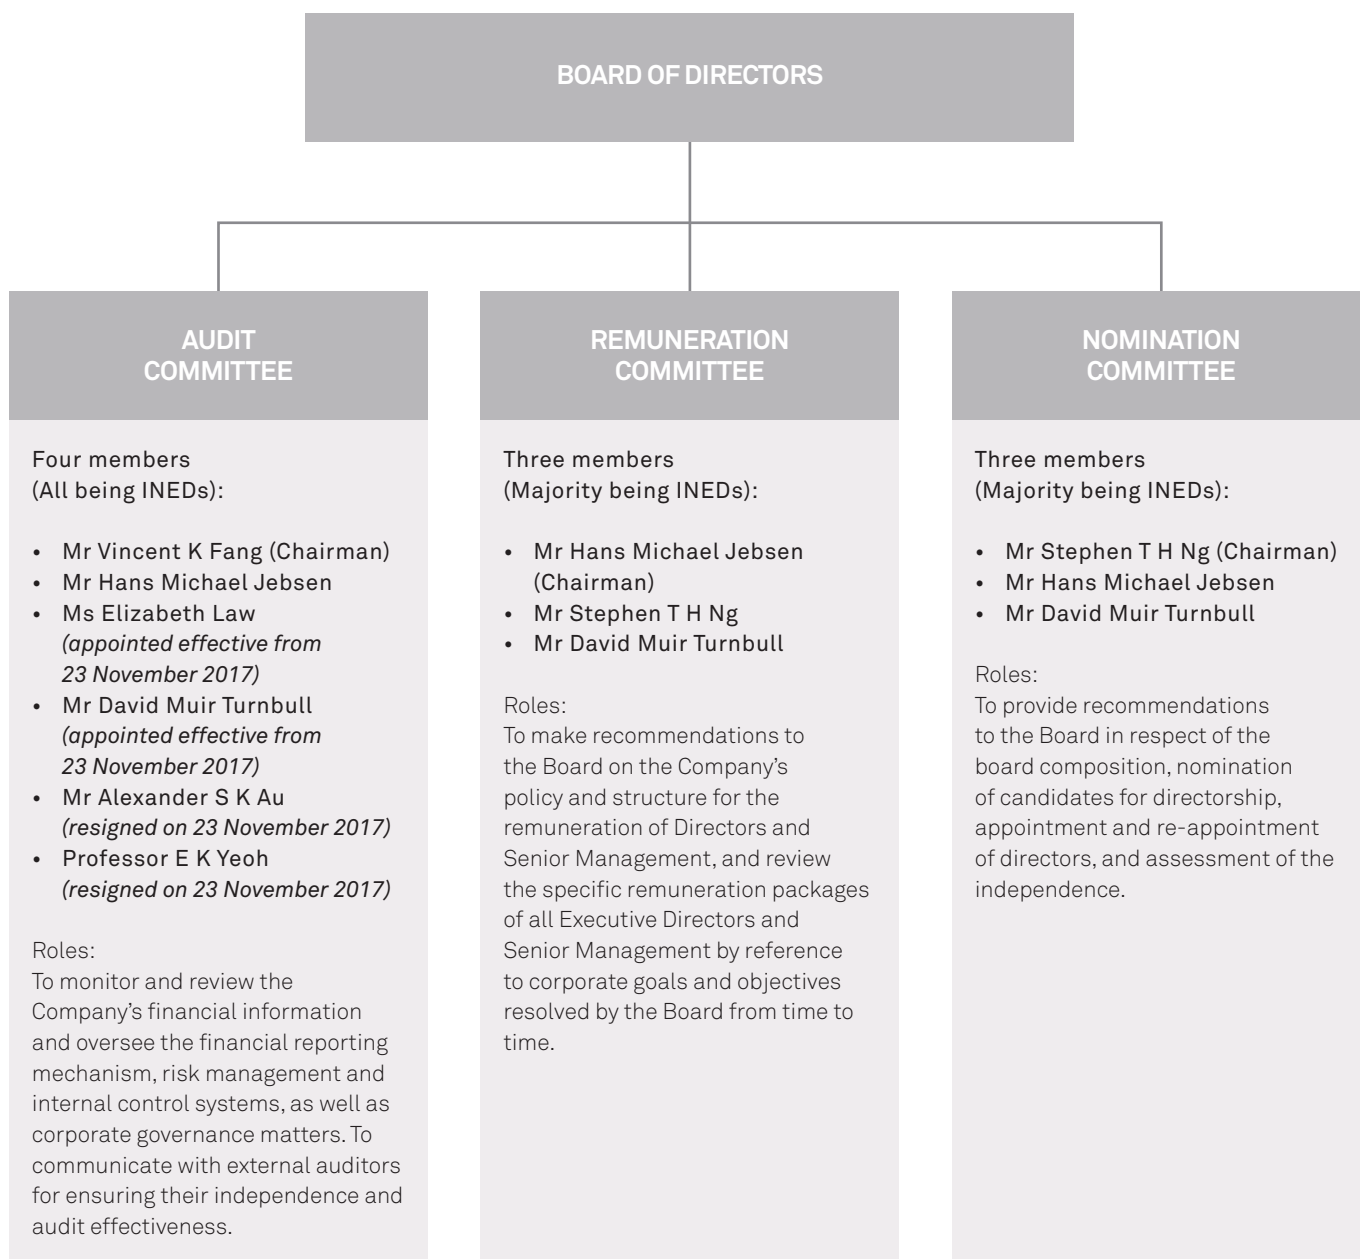 BOARD OF DIRECTORS
AUDIT
COMMITTEE
Four members
(All being INEDs):
• Mr Vincent K Fang (Chairman)
• Mr Hans Michael Jebsen
• Ms Elizabeth Law
(appointed effective from
23 November 2017)
• Mr David Muir Turnbull
(appointed effective from
23 November 2017)
• Mr Alexander S K Au
(resigned on 23 November 2017)
• Professor E K Yeoh
(resigned on 23 November 2017)
Roles:
To monitor and review the
Company’s financial information
and oversee the financial reporting
mechanism, risk management and
internal control systems, as well as
corporate governance matters. To
communicate with external auditors
for ensuring their independence and
audit effectiveness.
REMUNERATION
COMMITTEE
Three members
(Majority being INEDs):
• Mr Hans Michael Jebsen
(Chairman)
• Mr Stephen T H Ng
• Mr David Muir Turnbull
Roles:
To make recommendations to
the Board on the Company’s
policy and structure for the
remuneration of Directors and
Senior Management, and review
the specific remuneration packages
of all Executive Directors and
Senior Management by reference
to corporate goals and objectives
resolved by the Board from time to
time.
NOMINATION
COMMITTEE
Three members
(Majority being INEDs):
• Mr Stephen T H Ng (Chairman)
• Mr Hans Michael Jebsen
• Mr David Muir Turnbull
Roles:
To provide recommendations
to the Board in respect of the
board composition, nomination
of candidates for directorship,
appointment and re-appointment
of directors, and assessment of the
independence.